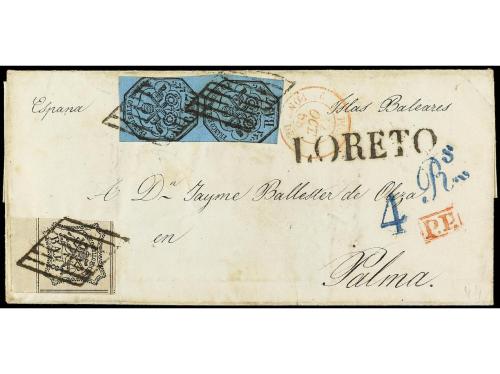 España
Islas Baleares
LORETO
4 Rs
A Dn. Jayme Ballester de Oleza
P.P.
en
Palma.